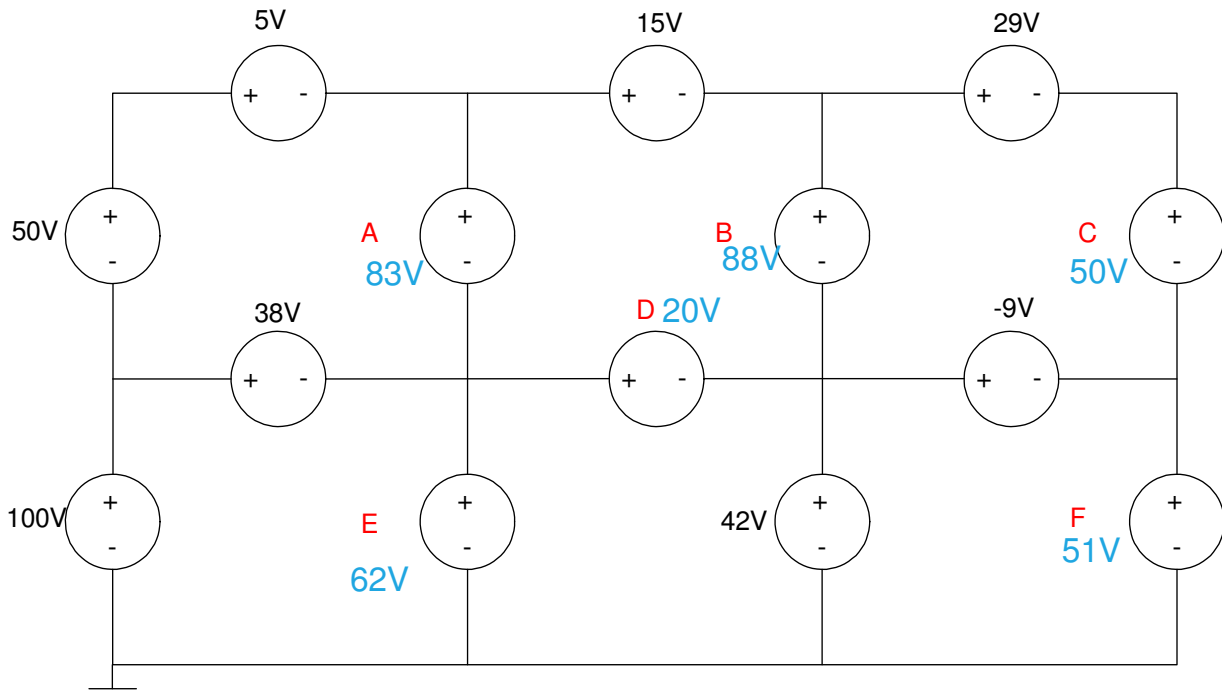 5V
15V
29V
+ -
+ -
+ -
50V
+
-
A
83V
+
-
B
88V
+
-
C
50V
+
-
38V
D 20V
-9V
+ -
+ -
+ -
100V
+
-
E
62V
+
-
42V
+
-
F
51V
+
-